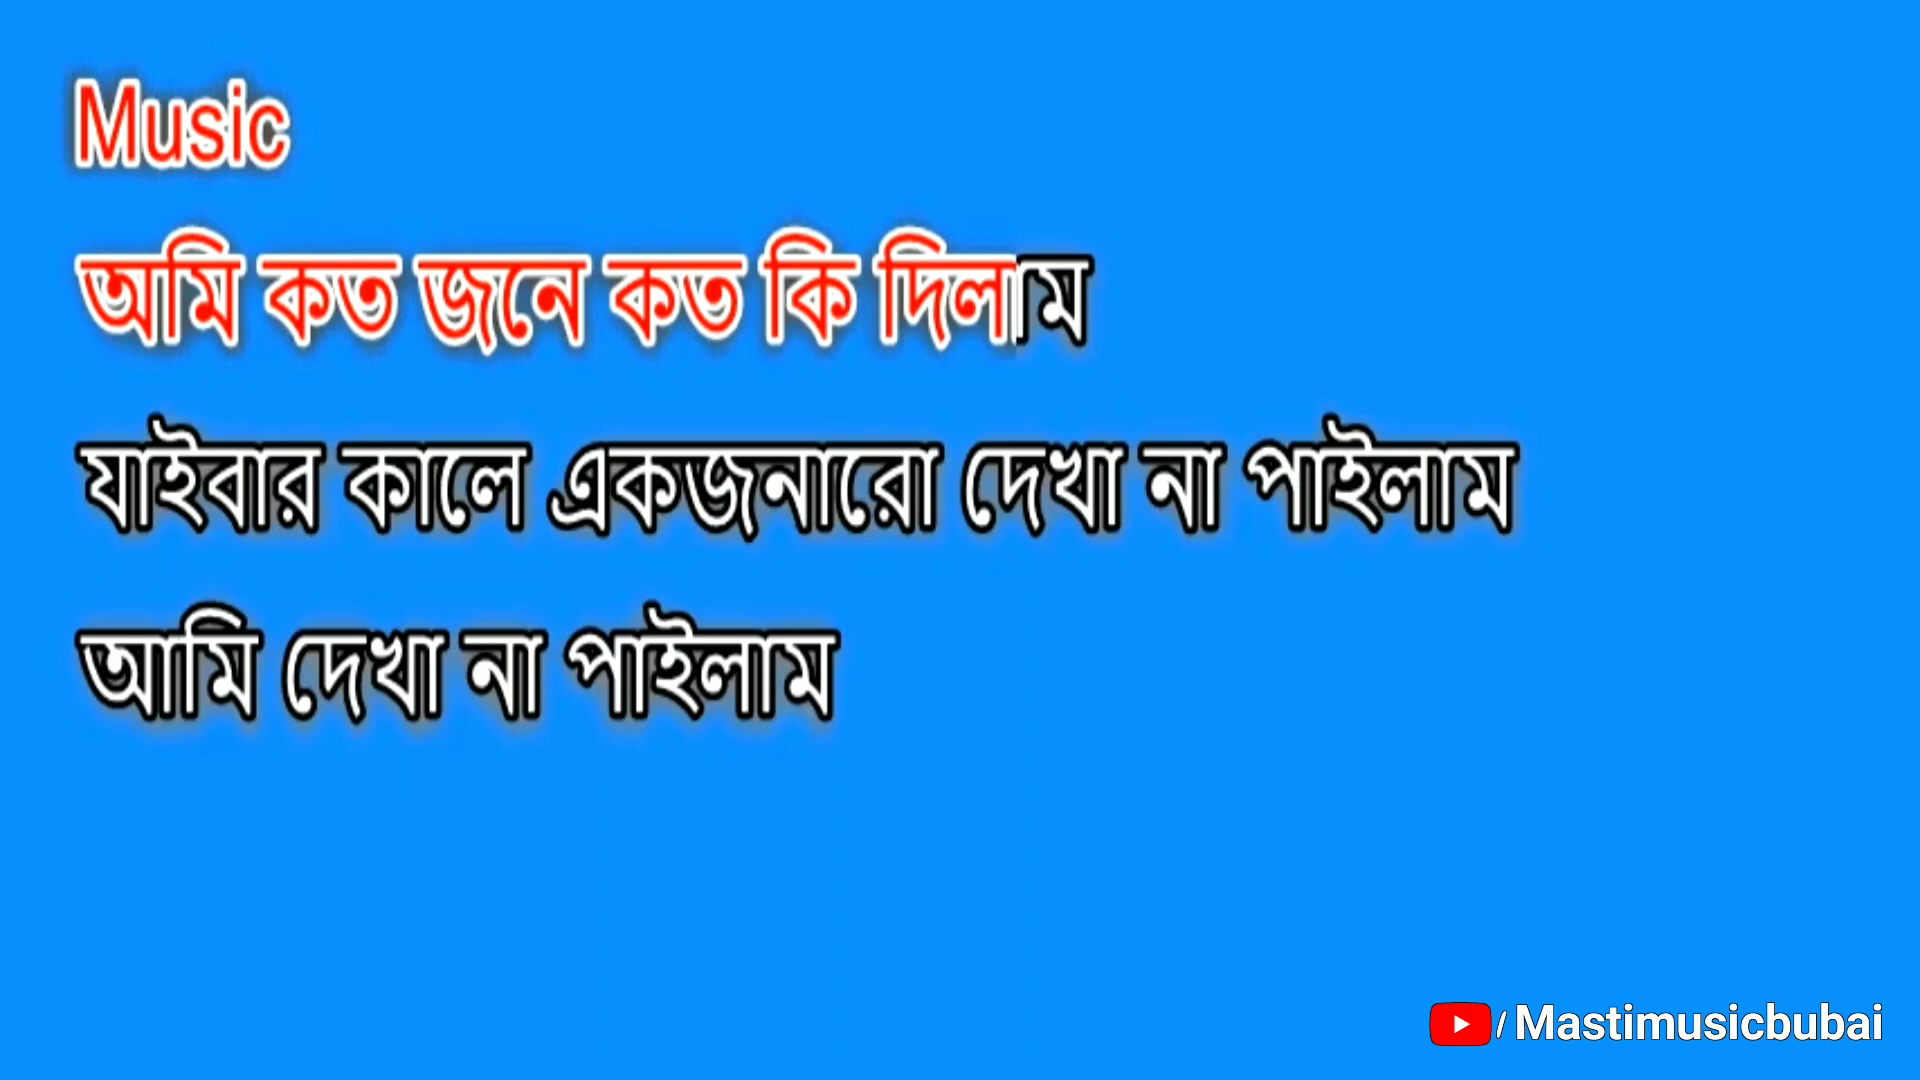 Music
অমি কত জনে কত কি দিলাম
যাইবার কালে একজনারো দেখা না পাইলাম
আমি দেখা না পাইলাম
/ Mastimusicbubai